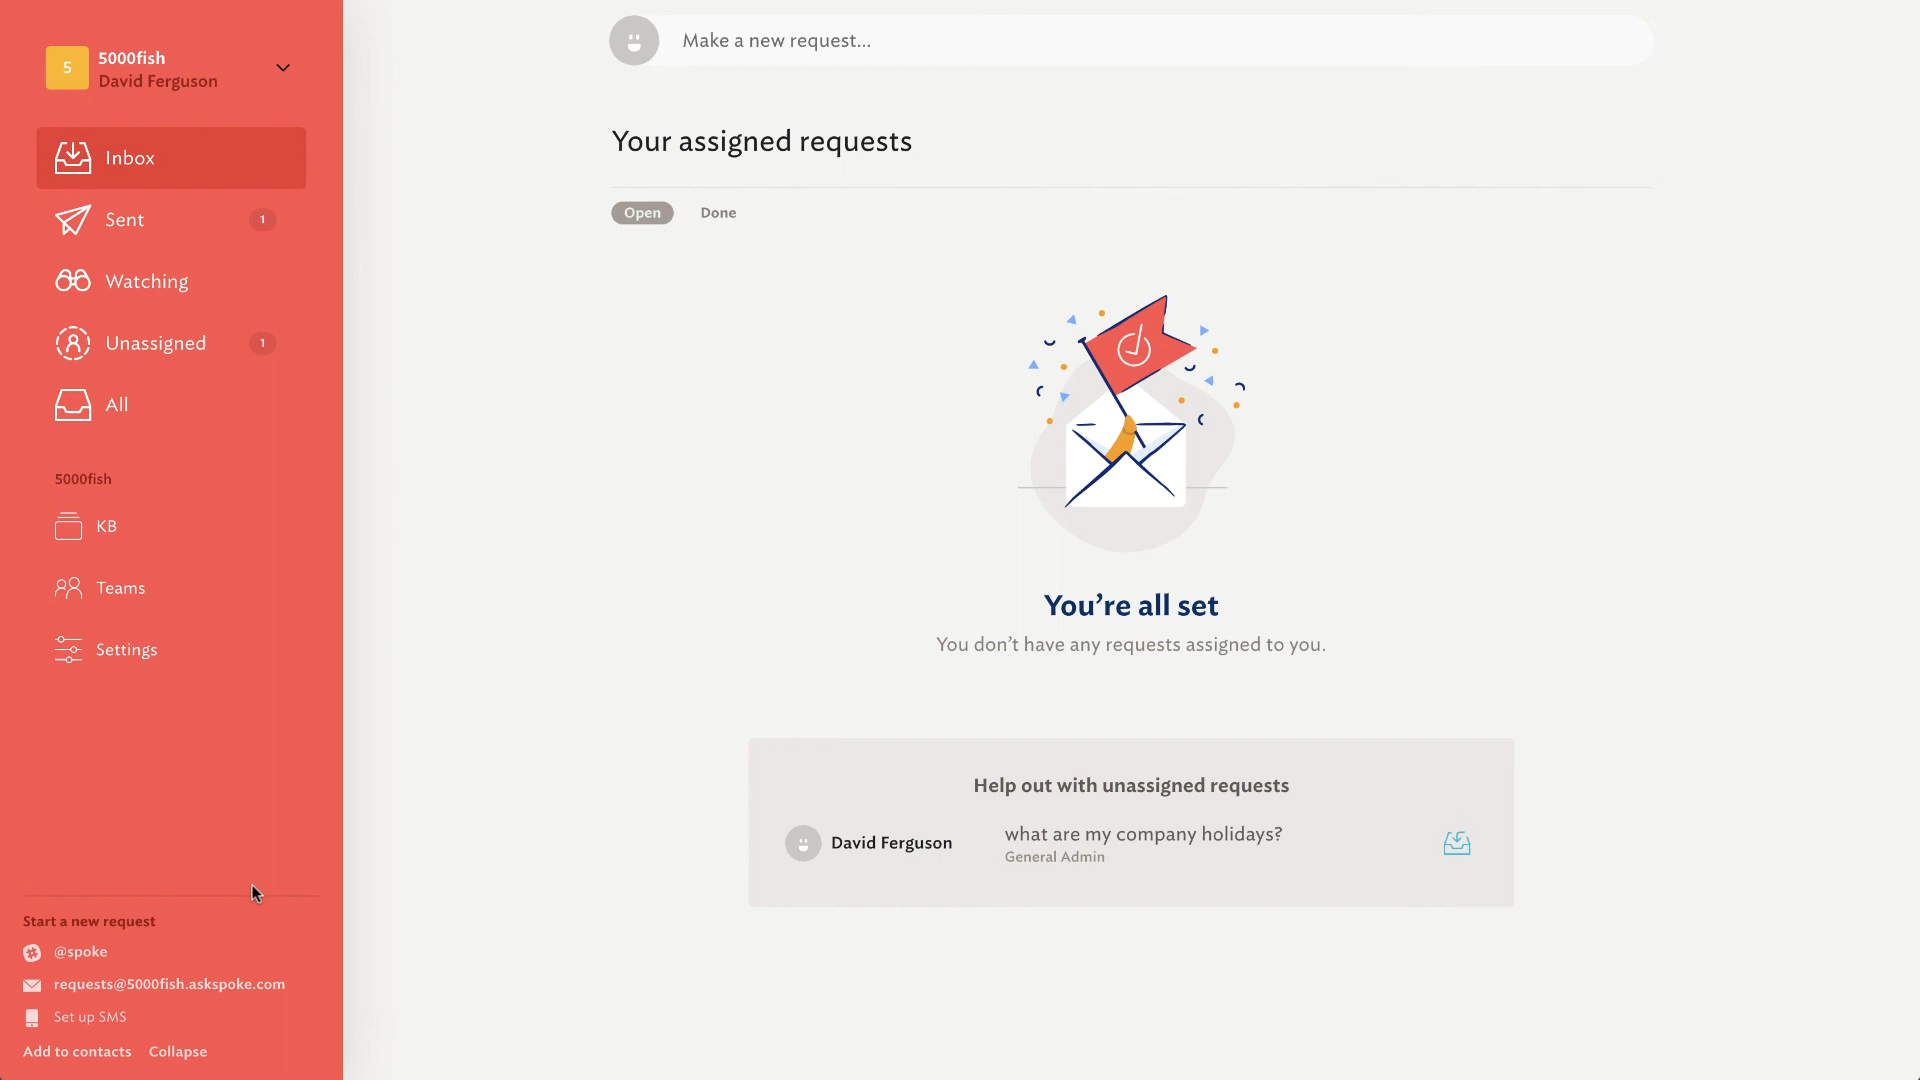 5
5000fish
David Ferguson
Inbox
Sent
1
Watching
Unassigned
1
All
5000fish
KB
Teams
Settings
Start a new request
@spoke
requests@5000fish.askspoke.com
Set up SMS
Add to contacts
Collapse
Make a new request...
Your assigned requests
Open
Done
You're all set
You don't have any requests assigned to you.
Help out with unassigned requests
David Ferguson
what are my company holidays?
General Admin